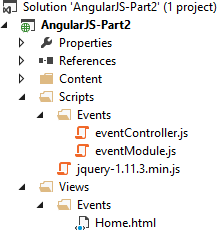 Solution 'AngularJS-Part2' (1 project)
AngularJS-Part2
Properties
References
Content
Scripts
Events
eventController.js
eventModule.js
jquery-1.11.3.min.js
Views
Events
Home.html